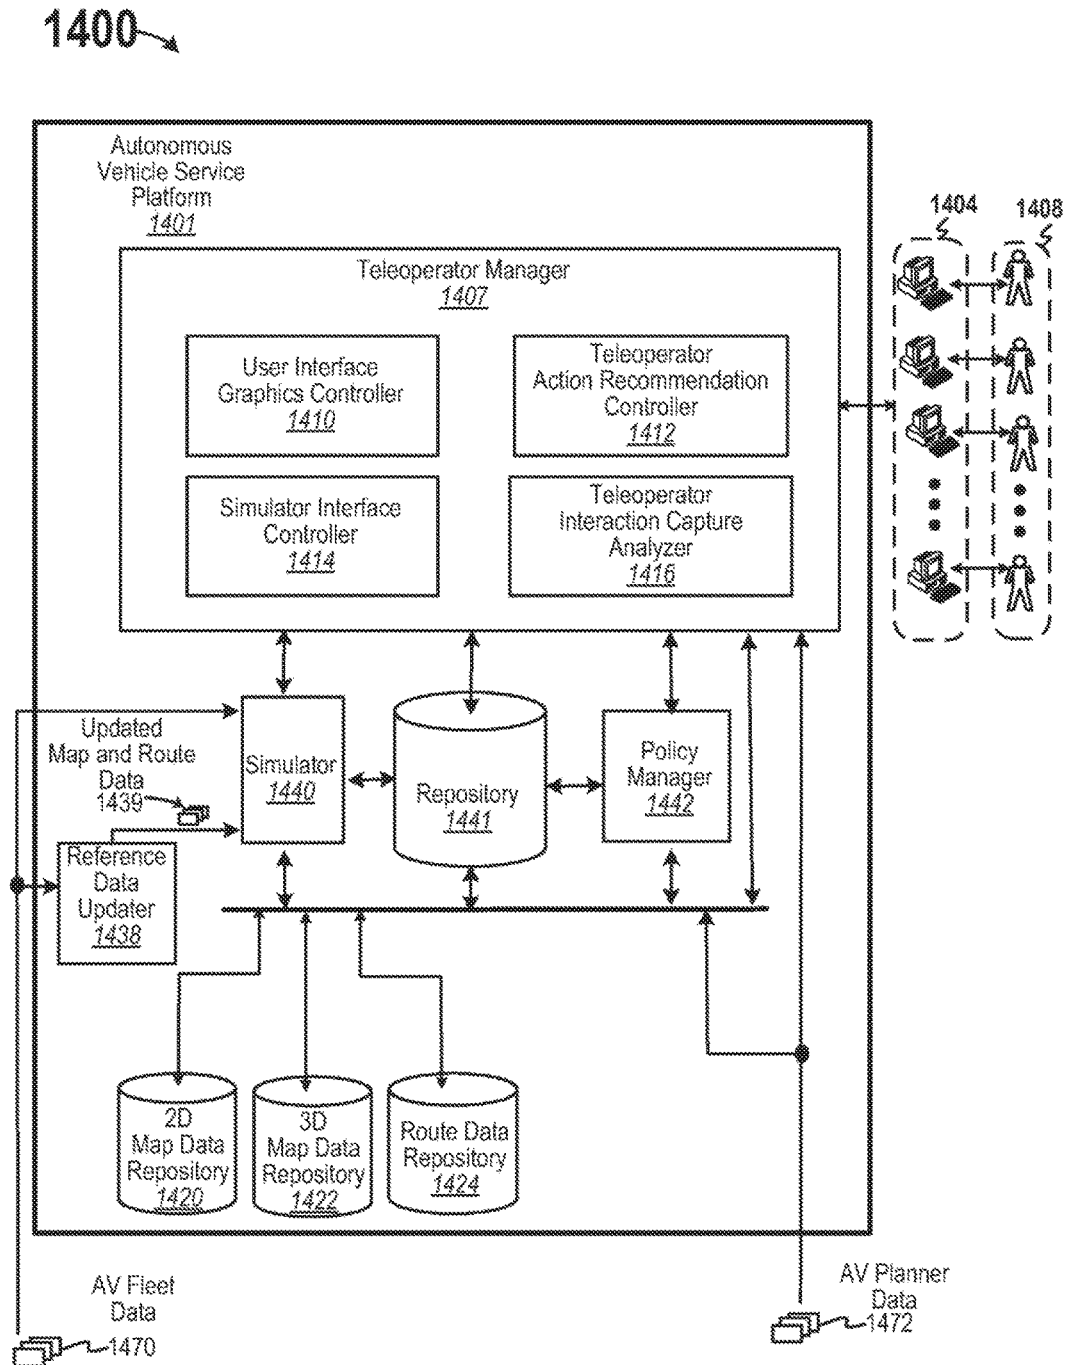 1400
Autonomous
Vehicle Service
Platform
1401
1404
1408
Teleoperator Manager
1407
User Interface
Graphics Controller
1410
Teleoperator
Action Recommendation
Controller
1412
Simulator Interface
Controller
1414
Teleoperator
Interaction Capture
Analyzer
1416
Updated
Map and Route
Data
1439
Simulator
1440
Repository
1441
Policy
Manager
1442
Reference
Data
Updater
1438
2D
Map Data
Repository
1420
3D
Map Data
Repository
1422
Route Data
Repository
1424
AV Fleet
Data
1470
AV Planner
Data
1472